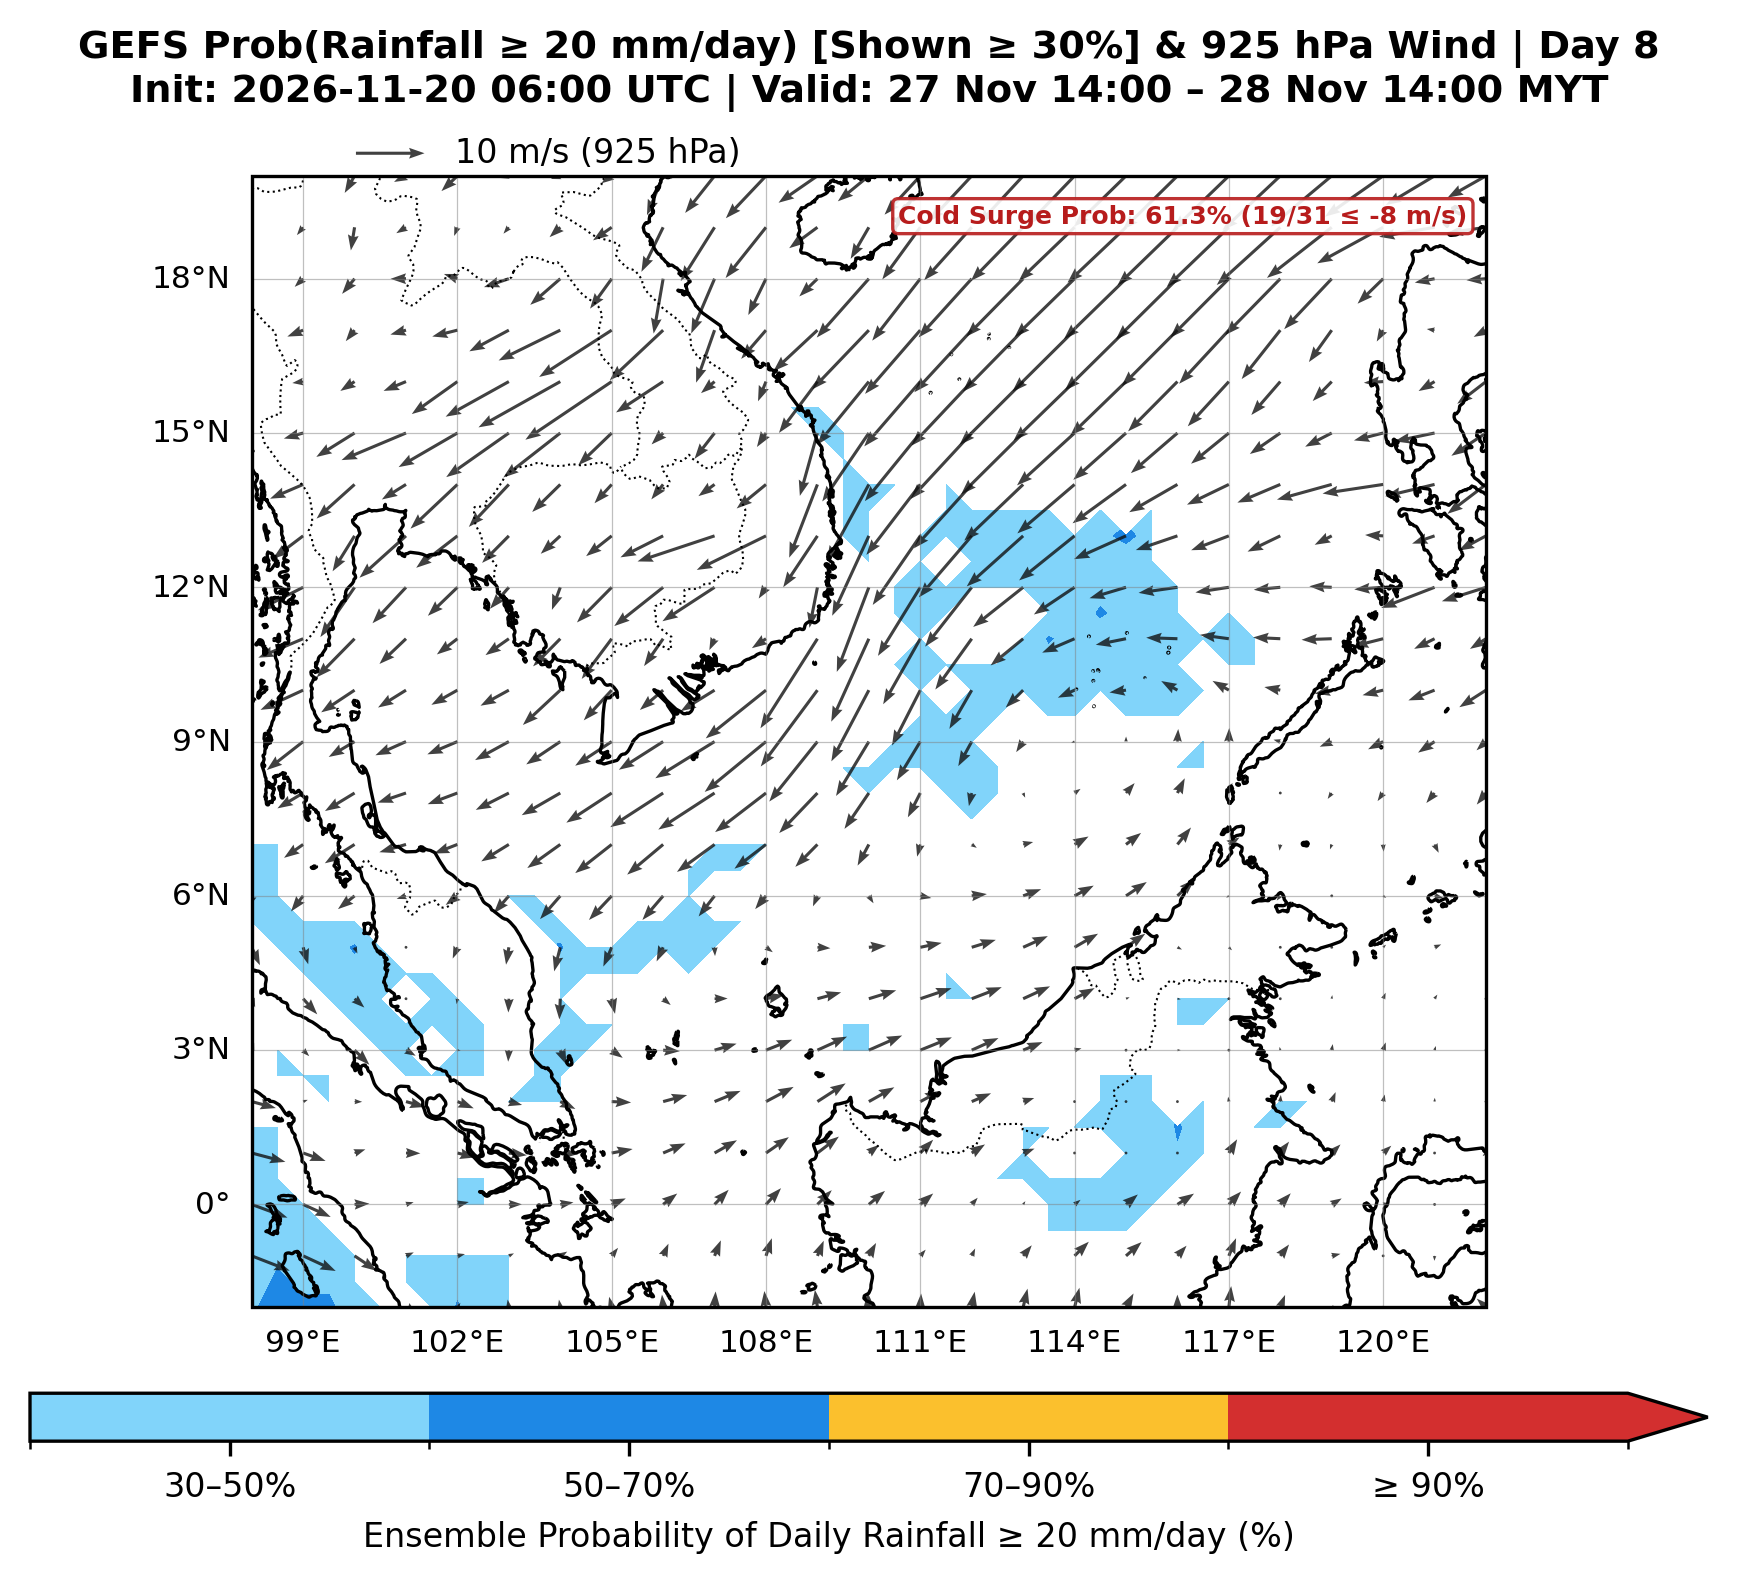 GEFS Prob(Rainfall ≥ 20 mm/day) [Shown ≥ 30%] & 925 hPa Wind | Day 8
Init: 2026-11-20 06:00 UTC | Valid: 27 Nov 14:00 – 28 Nov 14:00 MYT
10 m/s (925 hPa)
Cold Surge Prob: 61.3% (19/31 ≤ -8 m/s)
18°N
15°N
12°N
9°N
6°N
3°N
0°
99°E 102°E 105°E 108°E 111°E 114°E 117°E 120°E
30–50% 50–70% 70–90% ≥ 90%
Ensemble Probability of Daily Rainfall ≥ 20 mm/day (%)